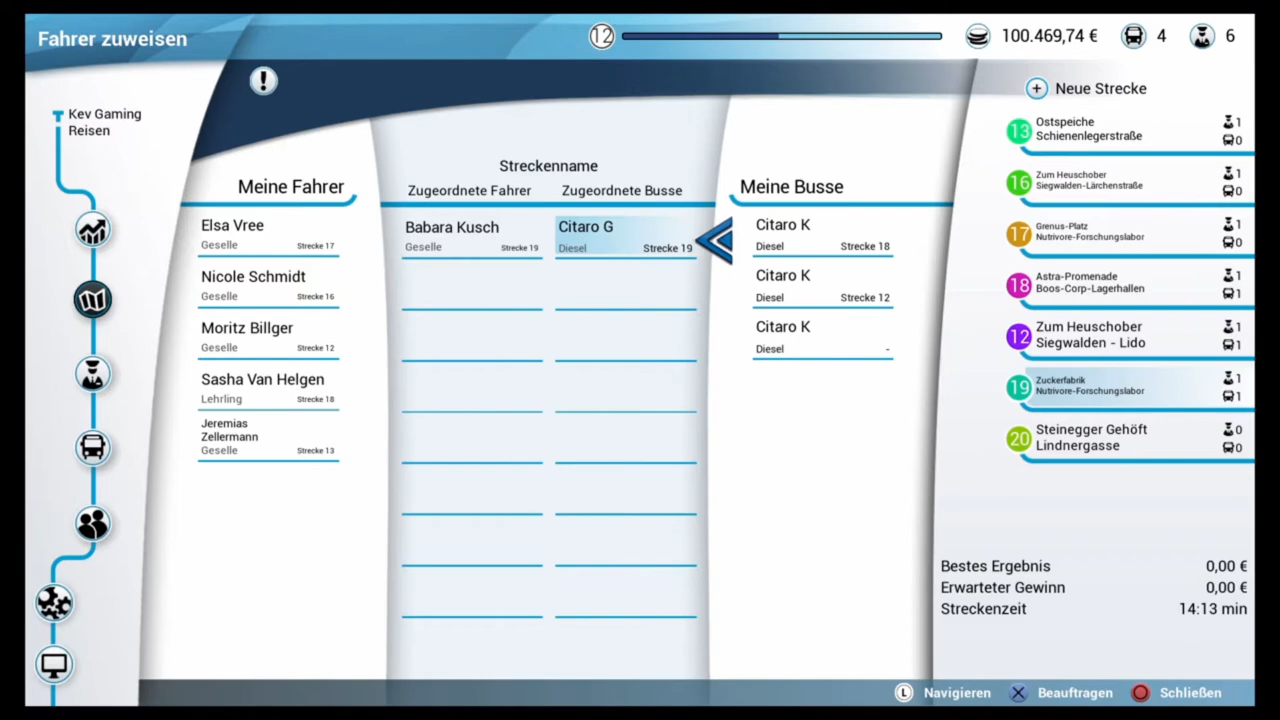 Fahrer zuweisen
12
100.469,74 €
4
6
Kev Gaming
Reisen
!
Meine Fahrer
Elsa Vree
Geselle Strecke 17
Nicole Schmidt
Geselle Strecke 16
Moritz Billger
Geselle Strecke 12
Sasha Van Helgen
Lehrling Strecke 18
Jeremias
Zellermann
Geselle Strecke 13
Streckenname
Zugeordnete Fahrer Zugeordnete Busse
Babara Kusch
Geselle Strecke 19
Citaro G
Diesel Strecke 19
Meine Busse
Citaro K
Diesel Strecke 18
Citaro K
Diesel Strecke 12
Citaro K
Diesel -
+ Neue Strecke
13
Ostspeiche 1
Schienenlegerstraße 0
16
Zum Heuschober 1
Siegwalden-Lärchenstraße 0
17
Grenus-Platz 1
Nutrivore-Forschungslabor 0
18
Astra-Promenade 1
Boos-Corp-Lagerhallen 1
12
Zum Heuschober 1
Siegwalden - Lido 1
19
Zuckerfabrik 1
Nutrivore-Forschungslabor 1
20
Steinegger Gehöft 0
Lindnergasse 0
Bestes Ergebnis 0,00 €
Erwarteter Gewinn 0,00 €
Streckenzeit 14:13 min
L Navigieren Beauftragen Schließen